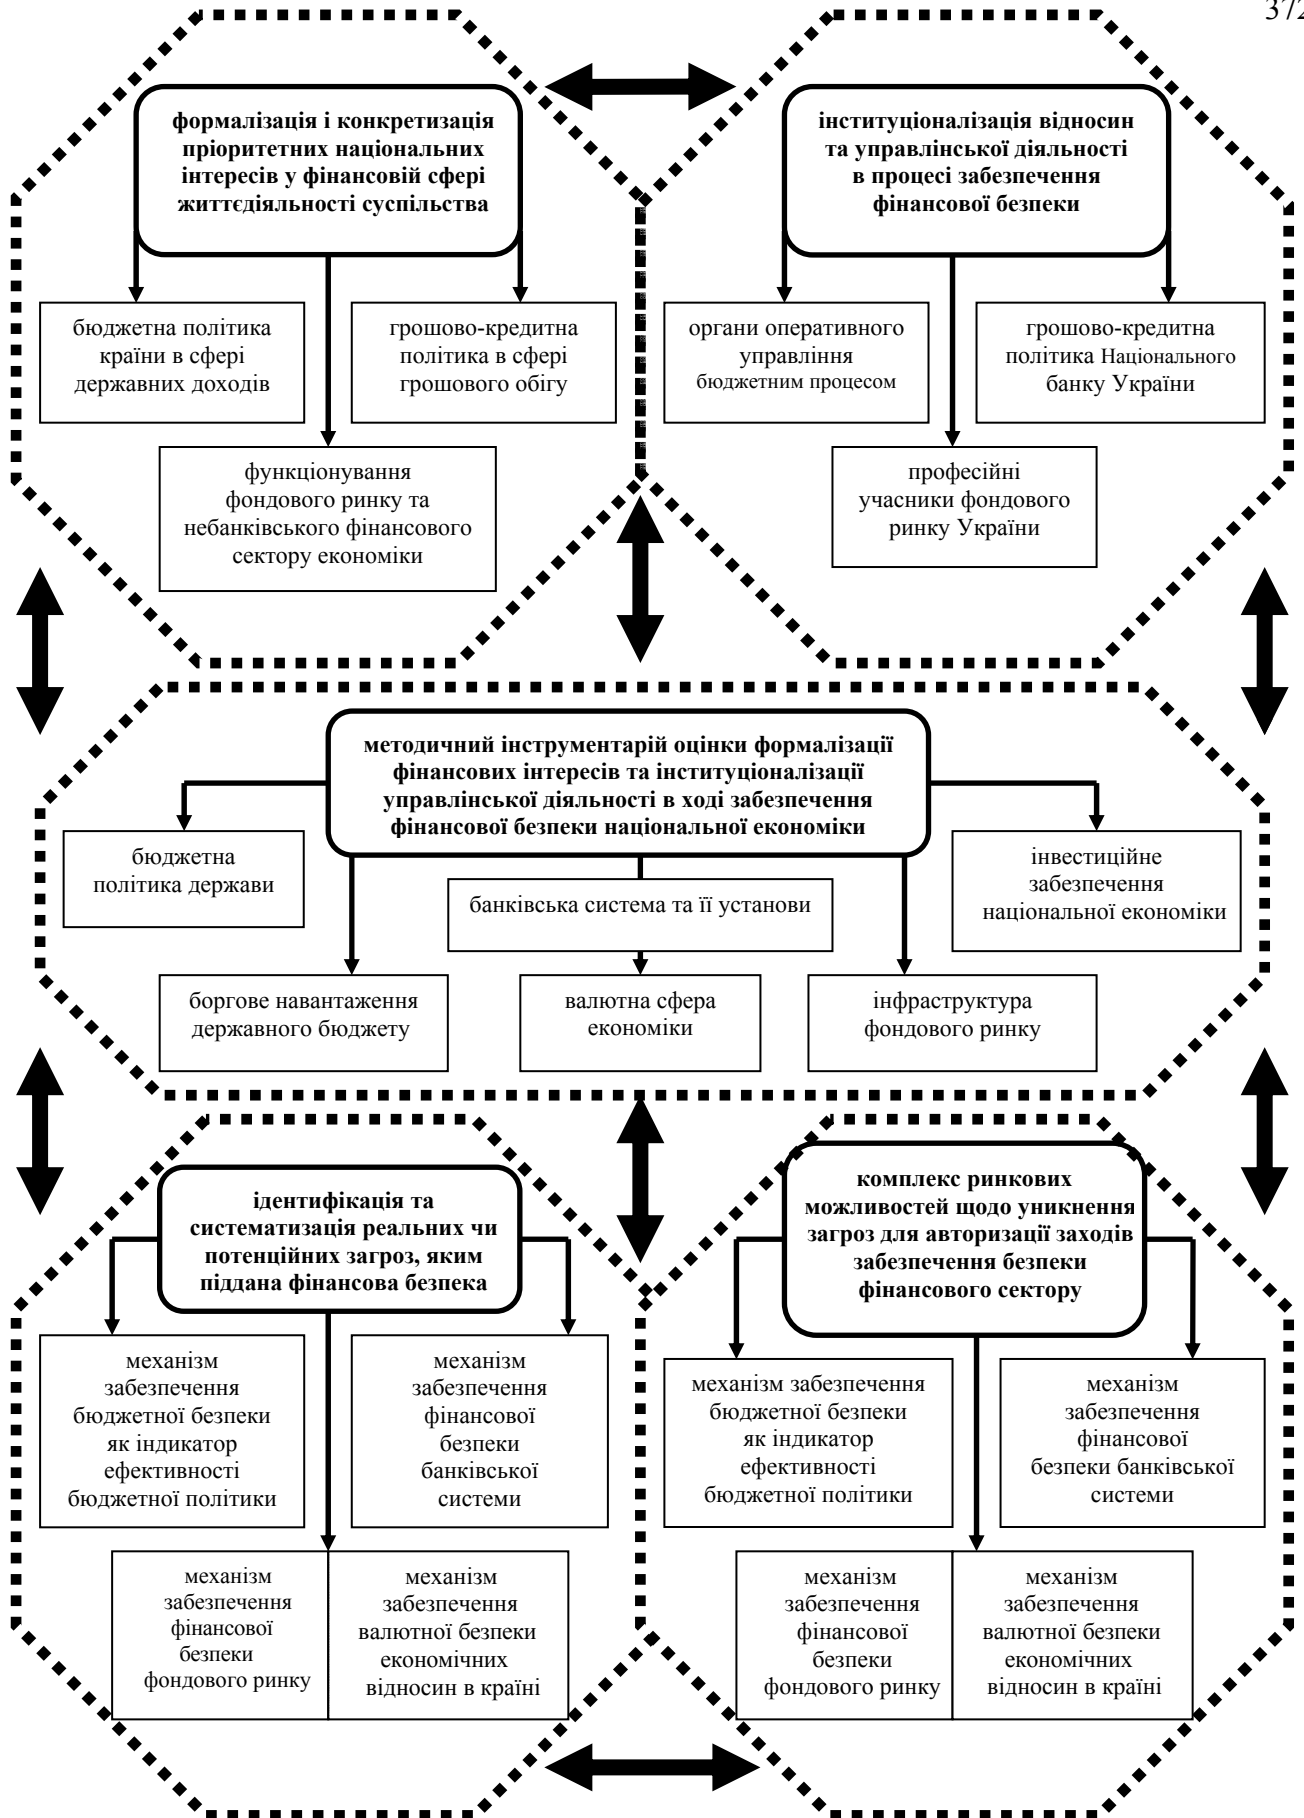 372
формалізація і конкретизація
пріоритетних національних
інтересів у фінансовій сфері
життєдіяльності суспільства
інституціоналізація відносин
та управлінської діяльності
в процесі забезпечення
фінансової безпеки
бюджетна політика
країни в сфері
державних доходів
грошово-кредитна
політика в сфері
грошового обігу
органи оперативного
управління
бюджетним процесом
грошово-кредитна
політика Національного
банку України
функціонування
фондового ринку та
небанківського фінансового
сектору економіки
професійні
учасники фондового
ринку України
методичний інструментарій оцінки формалізації
фінансових інтересів та інституціоналізації
управлінської діяльності в ході забезпечення
фінансової безпеки національної економіки
бюджетна
політика держави
банківська система та її установи
інвестиційне
забезпечення
національної економіки
боргове навантаження
державного бюджету
валютна сфера
економіки
інфраструктура
фондового ринку
ідентифікація та
систематизація реальних чи
потенційних загроз, яким
піддана фінансова безпека
комплекс ринкових
можливостей щодо уникнення
загроз для авторизації заходів
забезпечення безпеки
фінансового сектору
механізм
забезпечення
бюджетної безпеки
як індикатор
ефективності
бюджетної політики
механізм
забезпечення
фінансової
безпеки
банківської
системи
механізм забезпечення
бюджетної безпеки
як індикатор
ефективності
бюджетної політики
механізм
забезпечення
фінансової
безпеки банківської
системи
механізм
забезпечення
фінансової
безпеки
фондового ринку
механізм
забезпечення
валютної безпеки
економічних
відносин в країні
механізм
забезпечення
фінансової
безпеки
фондового ринку
механізм
забезпечення
валютної безпеки
економічних
відносин в країні